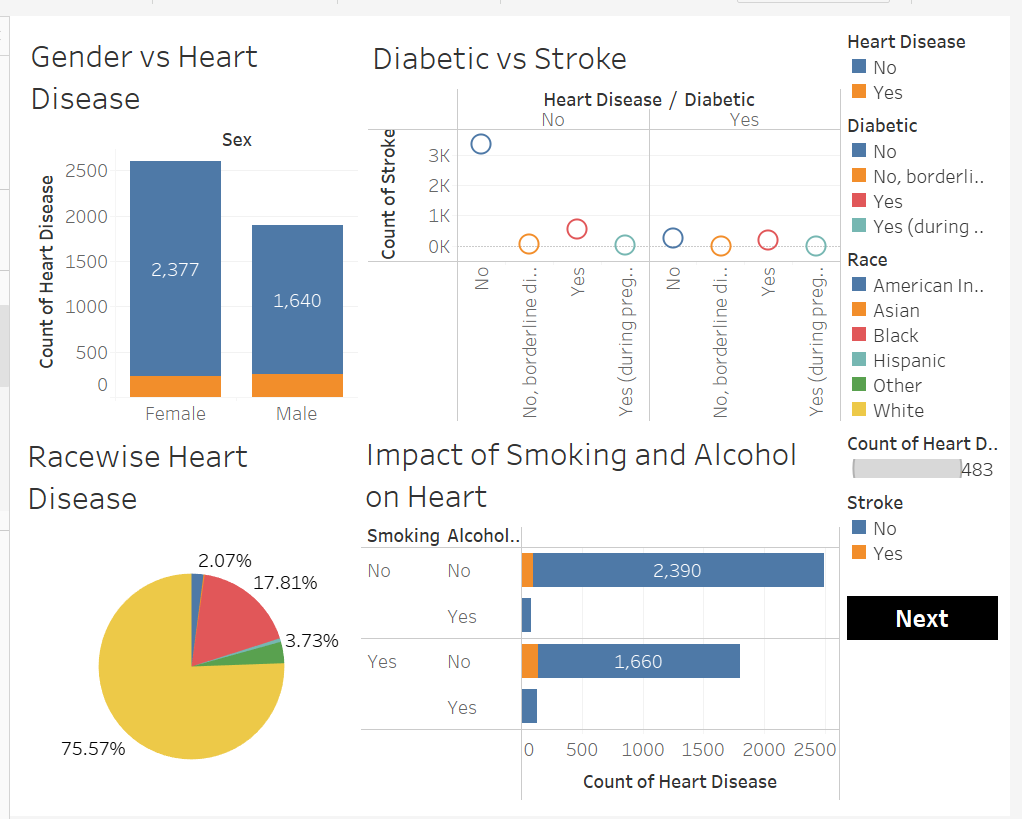 Gender vs Heart
Disease
Sex
Count of Heart Disease
2500
2000
1500
1000
500
0
2,377
1,640
Female
Male
Diabetic vs Stroke
Heart Disease / Diabetic
No
Yes
Count of Stroke
3K
2K
1K
0K
No
No, borderline di..
Yes
Yes (during preg..
No
No, borderline di..
Yes
Yes (during preg..
Racewise Heart
Disease
2.07%
17.81%
3.73%
75.57%
Impact of Smoking and Alcohol
on Heart
Smoking Alcohol..
No No 2,390
Yes
Yes No 1,660
Yes
0 500 1000 1500 2000 2500
Count of Heart Disease
Heart Disease
No
Yes
Diabetic
No
No, borderli..
Yes
Yes (during ..
Race
American In..
Asian
Black
Hispanic
Other
White
Count of Heart D..
483
Stroke
No
Yes
Next